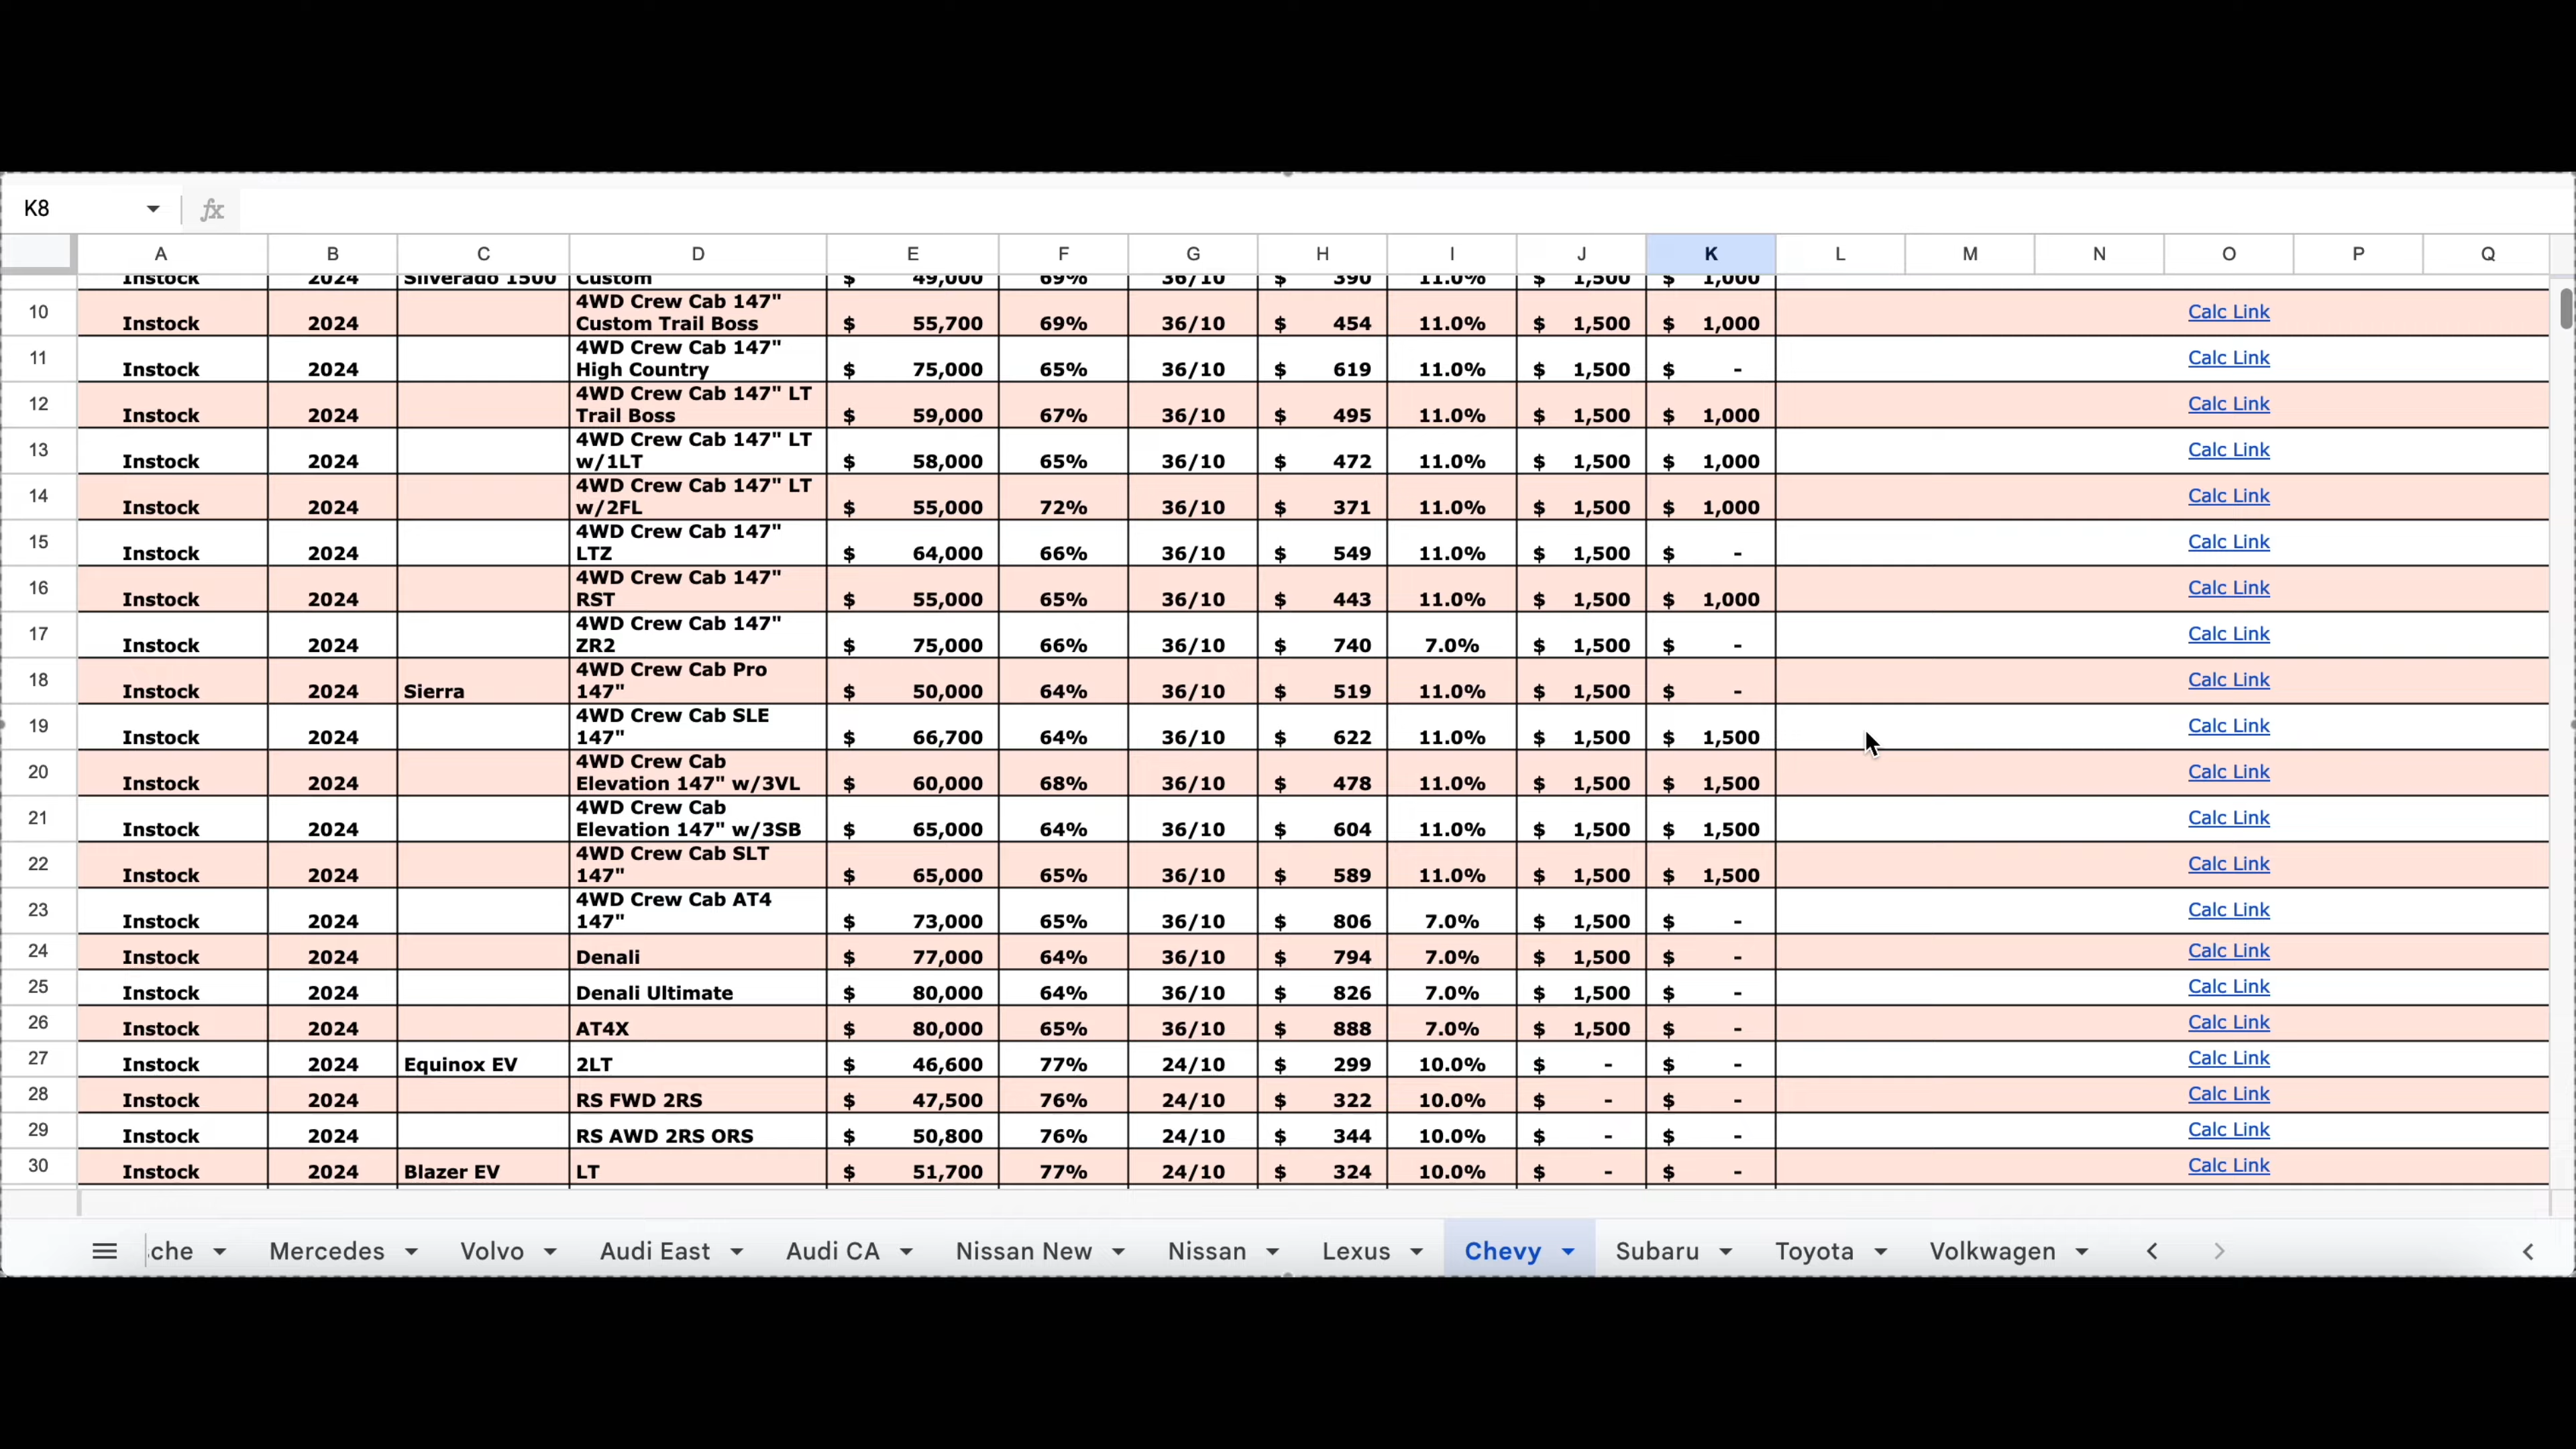 K8 fx
A B C D E F G H I J K L M N O P Q
Instock 2024 Silverado 1500 Custom $ 49,000 69% 36/10 $ 390 11.0% $ 1,500 $ 1,000
10 Instock 2024 4WD Crew Cab 147"
Custom Trail Boss $ 55,700 69% 36/10 $ 454 11.0% $ 1,500 $ 1,000 Calc Link
11 Instock 2024 4WD Crew Cab 147"
High Country $ 75,000 65% 36/10 $ 619 11.0% $ 1,500 $ - Calc Link
12 Instock 2024 4WD Crew Cab 147" LT
Trail Boss $ 59,000 67% 36/10 $ 495 11.0% $ 1,500 $ 1,000 Calc Link
13 Instock 2024 4WD Crew Cab 147" LT
w/1LT $ 58,000 65% 36/10 $ 472 11.0% $ 1,500 $ 1,000 Calc Link
14 Instock 2024 4WD Crew Cab 147" LT
w/2FL $ 55,000 72% 36/10 $ 371 11.0% $ 1,500 $ 1,000 Calc Link
15 Instock 2024 4WD Crew Cab 147"
LTZ $ 64,000 66% 36/10 $ 549 11.0% $ 1,500 $ - Calc Link
16 Instock 2024 4WD Crew Cab 147"
RST $ 55,000 65% 36/10 $ 443 11.0% $ 1,500 $ 1,000 Calc Link
17 Instock 2024 4WD Crew Cab 147"
ZR2 $ 75,000 66% 36/10 $ 740 7.0% $ 1,500 $ - Calc Link
18 Instock 2024 Sierra 4WD Crew Cab Pro
147" $ 50,000 64% 36/10 $ 519 11.0% $ 1,500 $ - Calc Link
19 Instock 2024 4WD Crew Cab SLE
147" $ 66,700 64% 36/10 $ 622 11.0% $ 1,500 $ 1,500 Calc Link
20 Instock 2024 4WD Crew Cab
Elevation 147" w/3VL $ 60,000 68% 36/10 $ 478 11.0% $ 1,500 $ 1,500 Calc Link
21 Instock 2024 4WD Crew Cab
Elevation 147" w/3SB $ 65,000 64% 36/10 $ 604 11.0% $ 1,500 $ 1,500 Calc Link
22 Instock 2024 4WD Crew Cab SLT
147" $ 65,000 65% 36/10 $ 589 11.0% $ 1,500 $ 1,500 Calc Link
23 Instock 2024 4WD Crew Cab AT4
147" $ 73,000 65% 36/10 $ 806 7.0% $ 1,500 $ - Calc Link
24 Instock 2024 Denali $ 77,000 64% 36/10 $ 794 7.0% $ 1,500 $ - Calc Link
25 Instock 2024 Denali Ultimate $ 80,000 64% 36/10 $ 826 7.0% $ 1,500 $ - Calc Link
26 Instock 2024 AT4X $ 80,000 65% 36/10 $ 888 7.0% $ 1,500 $ - Calc Link
27 Instock 2024 Equinox EV 2LT $ 46,600 77% 24/10 $ 299 10.0% $ - $ - Calc Link
28 Instock 2024 RS FWD 2RS $ 47,500 76% 24/10 $ 322 10.0% $ - $ - Calc Link
29 Instock 2024 RS AWD 2RS ORS $ 50,800 76% 24/10 $ 344 10.0% $ - $ - Calc Link
30 Instock 2024 Blazer EV LT $ 51,700 77% 24/10 $ 324 10.0% $ - $ - Calc Link
che Mercedes Volvo Audi East Audi CA Nissan New Nissan Lexus Chevy Subaru Toyota Volkwagen